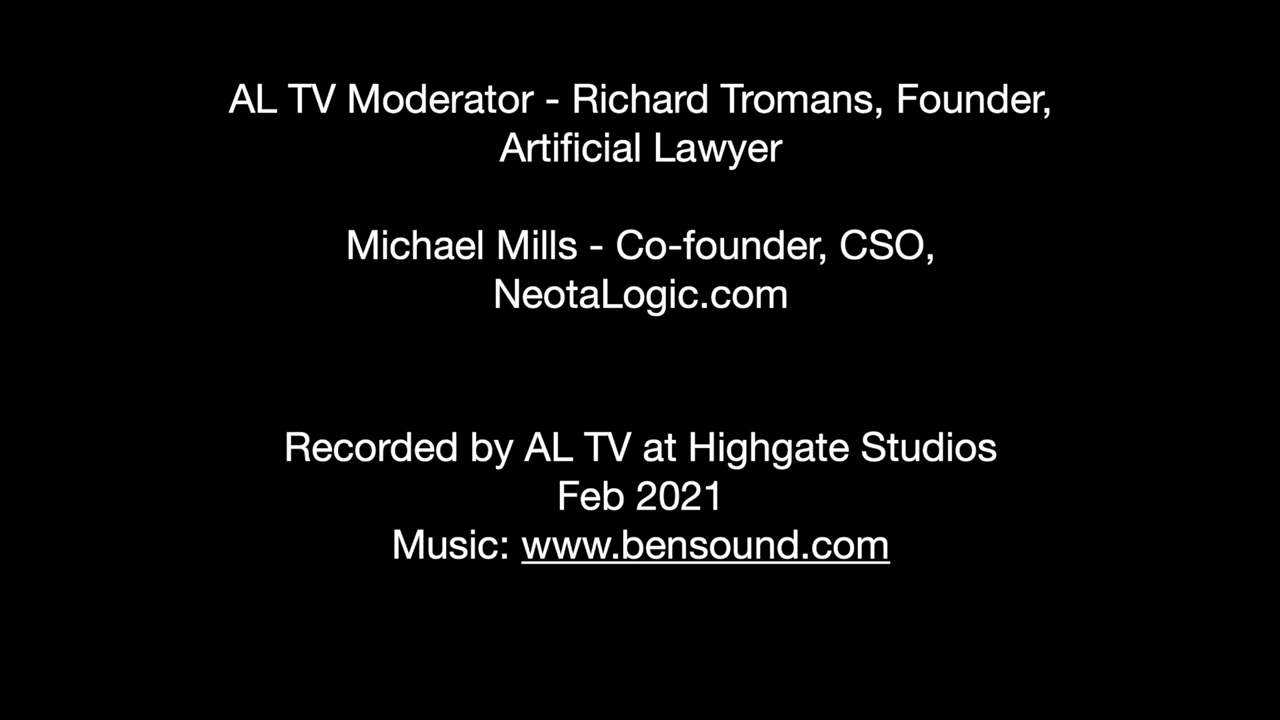 AL TV Moderator - Richard Tromans, Founder,
Artificial Lawyer
Michael Mills - Co-founder, CSO,
NeotaLogic.com
Recorded by AL TV at Highgate Studios
Feb 2021
Music: www.bensound.com